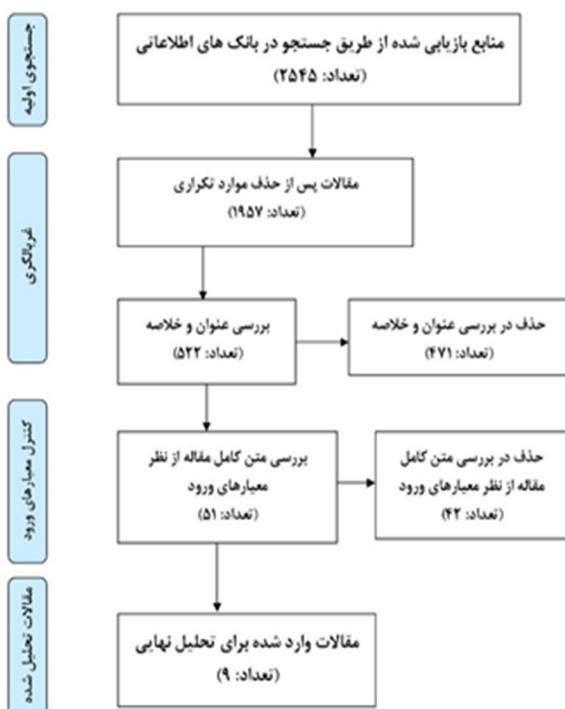 جستجوی اولیه
منابع بازیابی شده از طریق جستجو در بانک های اطلاعاتی
(تعداد: ۲۵۴۵)
غربالگری
مقالات پس از حذف موارد تکراری
(تعداد: ۱۹۵۷)
بررسی عنوان و خلاصه
(تعداد: ۵۲۲)
حذف در بررسی عنوان و خلاصه
(تعداد: ۴۷۱)
کنترل معیارهای ورود
بررسی متن کامل مقاله از نظر
معیارهای ورود
(تعداد: ۵۱)
حذف در بررسی متن کامل
مقاله از نظر معیارهای ورود
(تعداد: ۴۲)
مقالات تحلیل شده
مقالات وارد شده برای تحلیل نهایی
(تعداد: ۹)